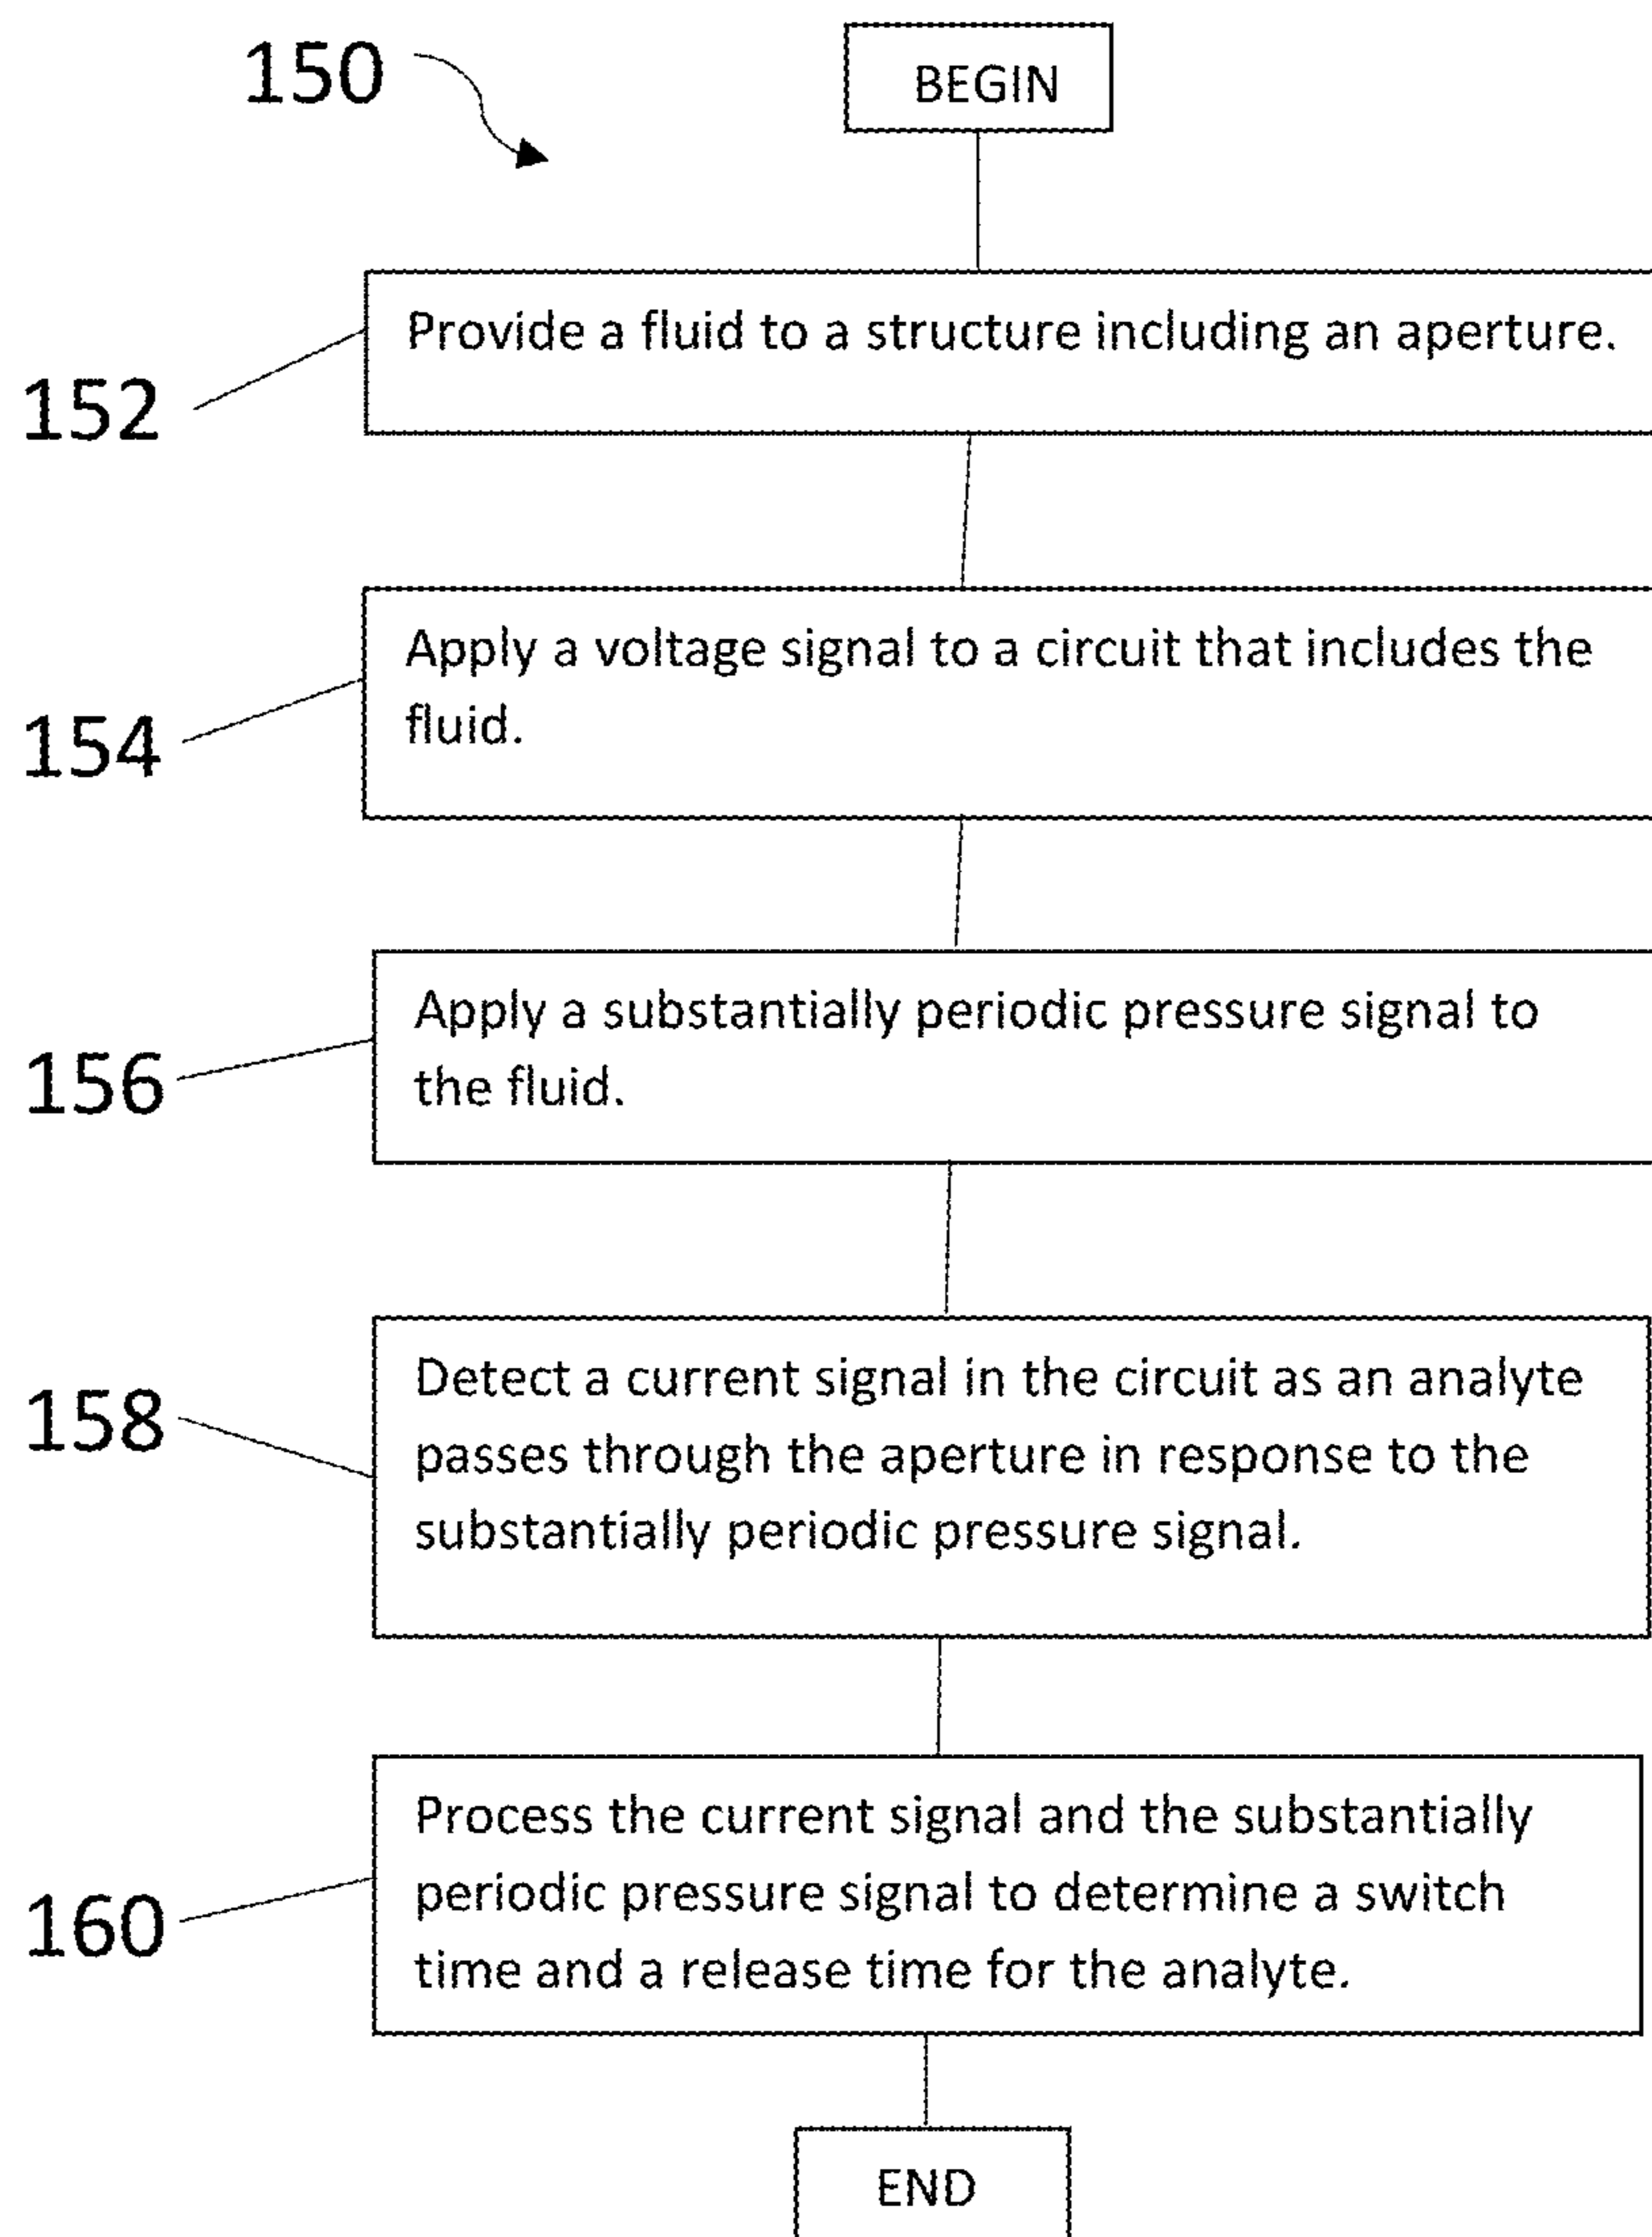 150
BEGIN
Provide a fluid to a structure including an aperture.
152
Apply a voltage signal to a circuit that includes the
fluid.
154
Apply a substantially periodic pressure signal to
the fluid.
156
Detect a current signal in the circuit as an analyte
passes through the aperture in response to the
substantially periodic pressure signal.
158
Process the current signal and the substantially
periodic pressure signal to determine a switch
time and a release time for the analyte.
160
END